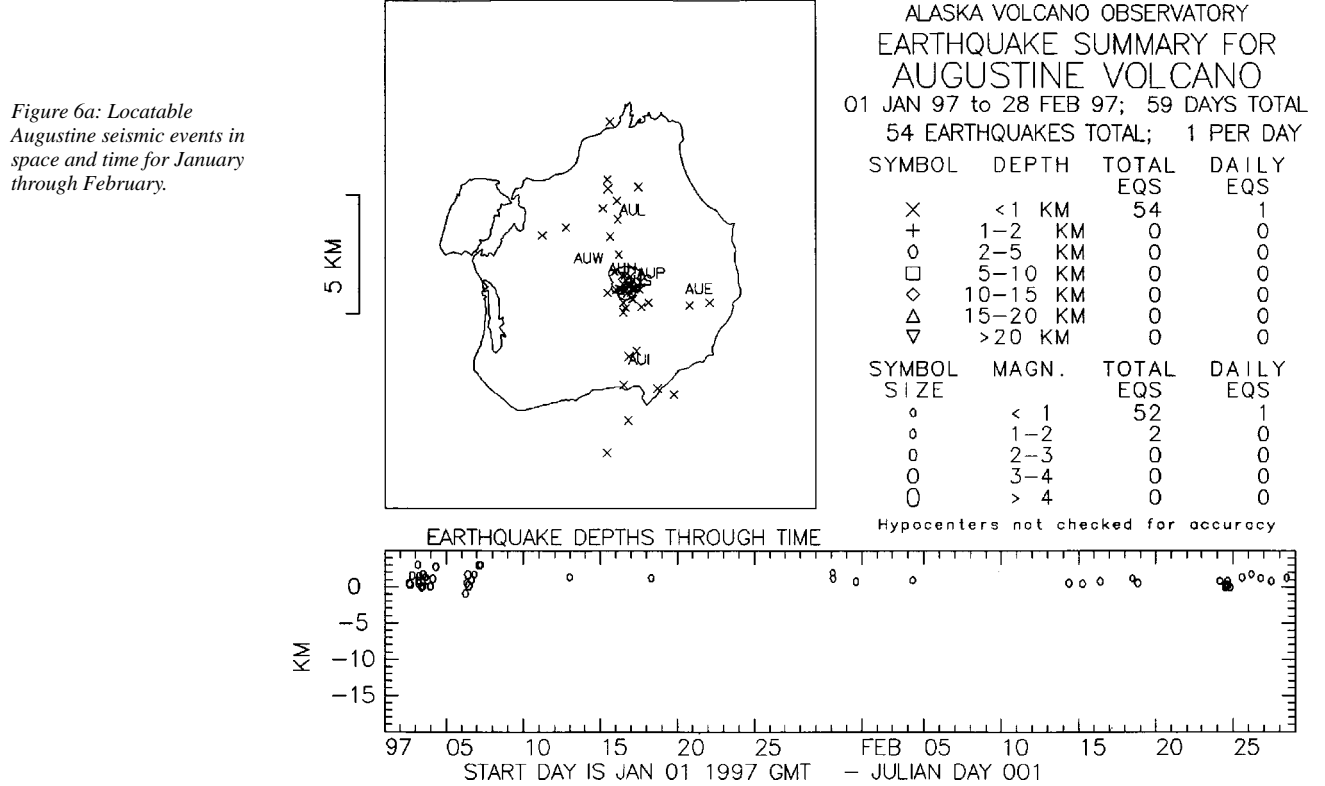 Figure 6a: Locatable
Augustine seismic events in
space and time for January
through February.
5 KM
AUL
AUW
AUH
AUP
AUE
AUI
ALASKA VOLCANO OBSERVATORY
EARTHQUAKE SUMMARY FOR
AUGUSTINE VOLCANO
01 JAN 97 to 28 FEB 97; 59 DAYS TOTAL
54 EARTHQUAKES TOTAL; 1 PER DAY
SYMBOL DEPTH TOTAL DAILY
EQS EQS
<1 KM 54 1
1-2 KM 0 0
2-5 KM 0 0
5-10 KM 0 0
10-15 KM 0 0
15-20 KM 0 0
>20 KM 0 0
SYMBOL MAGN. TOTAL DAILY
SIZE EQS EQS
< 1 52 1
1-2 2 0
2-3 0 0
3-4 0 0
> 4 0 0
Hypocenters not checked for accuracy
EARTHQUAKE DEPTHS THROUGH TIME
KM
0
-5
-10
-15
97 05 10 15 20 25 FEB 05 10 15 20 25
START DAY IS JAN 01 1997 GMT - JULIAN DAY 001